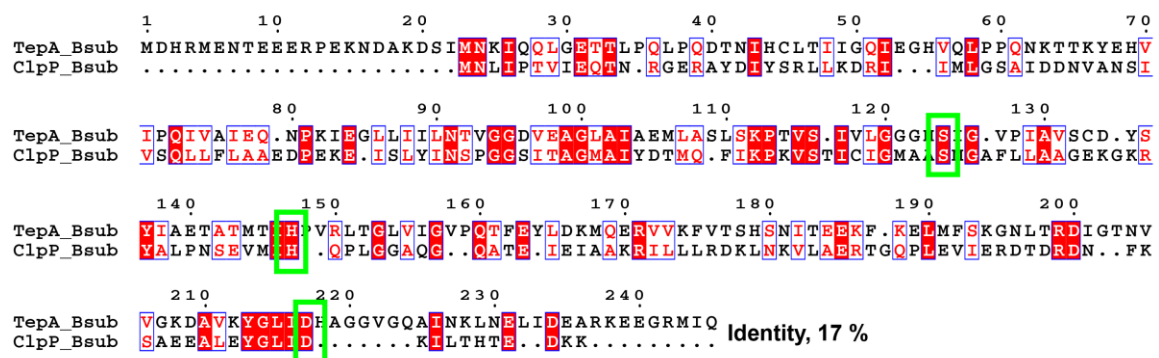 1 10 20 30 40 50 60 70
TepA_Bsub MDHRMENTEEERPEKNDAKDSIMNKIQQLGETTLPQLPQDTNIHCLTIIGQIEGHVQLPPQNKTTKYEHV
ClpP_Bsub ......................MNLIPTVIEQTN.RGERAYDIYSRLLKDRI...IMLGSAIDDNVANSI
80 90 100 110 120 130
TepA_Bsub IPQIVAIEQ.NPKIEGLLIILNTVGGDVEAGLAIAEMLASLSKPTVS.IVLGGGHSIG.VPIAVSCD.YS
ClpP_Bsub VSQLLFLAAEDPEKE.ISLYINSPGGSITAGMAIYDTMQ.FIKPKVSTICIGMAASMGAFLLAAGEKGKR
140 150 160 170 180 190 200
TepA_Bsub YIAETATMTIHPVRLTGLVIGVPQTFEYLDKMQERVVKFVTSHSNITEEKF.KELMFSKGNLTRDIGTNV
ClpP_Bsub YALPNSEVMIH.QPLGGAQG..QATE.IEIAAKRILLLRDKLNKVLAERTGQPLEVIERDTDRDN..FK
210 220 230 240
TepA_Bsub VGKDAVKYGLIDHAGGVGQAINKLNELIDEARKEEGRMIQ
ClpP_Bsub SAEEALEYGLID.......KILTHTE.DKK.......... Identity, 17 %